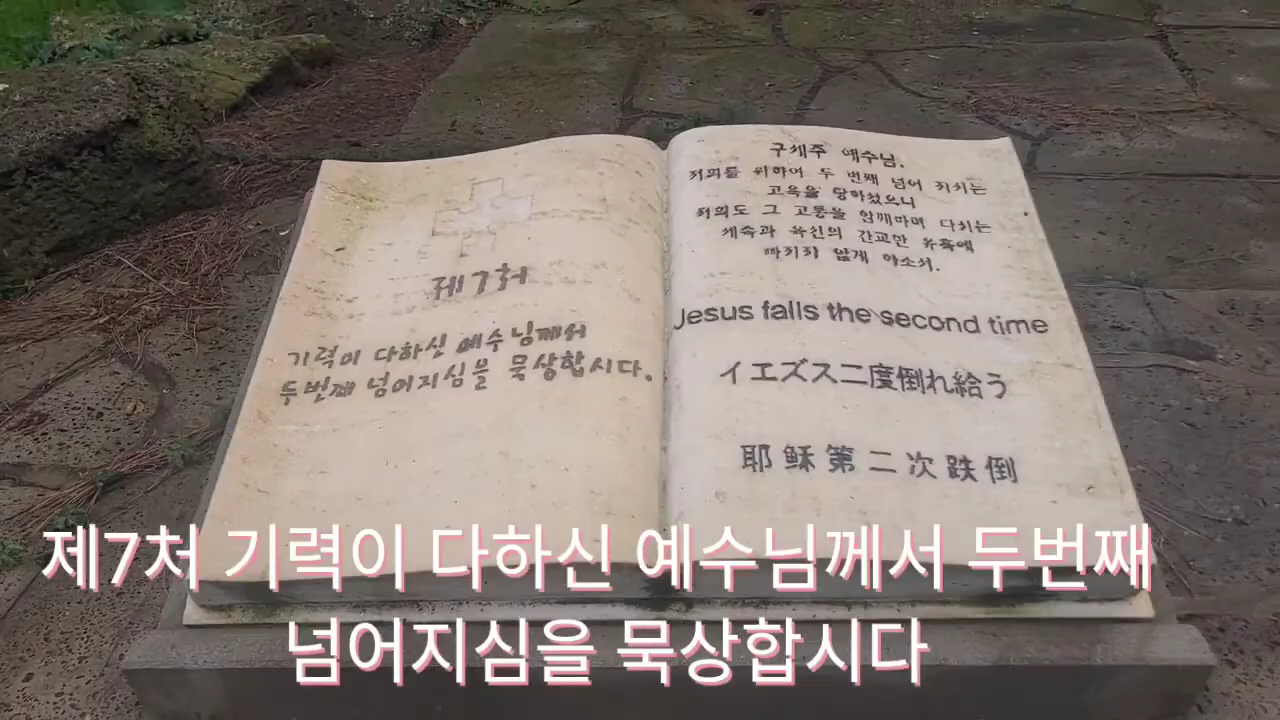 제7처
기력이 다하신 예수님께서
두번째 넘어지심을 묵상합시다.
구세주 예수님.
저희를 위하여 두 번째 넘어 지시는
고욕을 당하셨으니
저희도 그 고통을 함께하며 다시는
세속과 육신의 간교한 유혹에
빠지지 않게 하소서.
Jesus falls the second time
イエズス二度倒れ給う
耶稣第二次跌倒
제7처 기력이 다하신 예수님께서 두번째
넘어지심을 묵상합시다